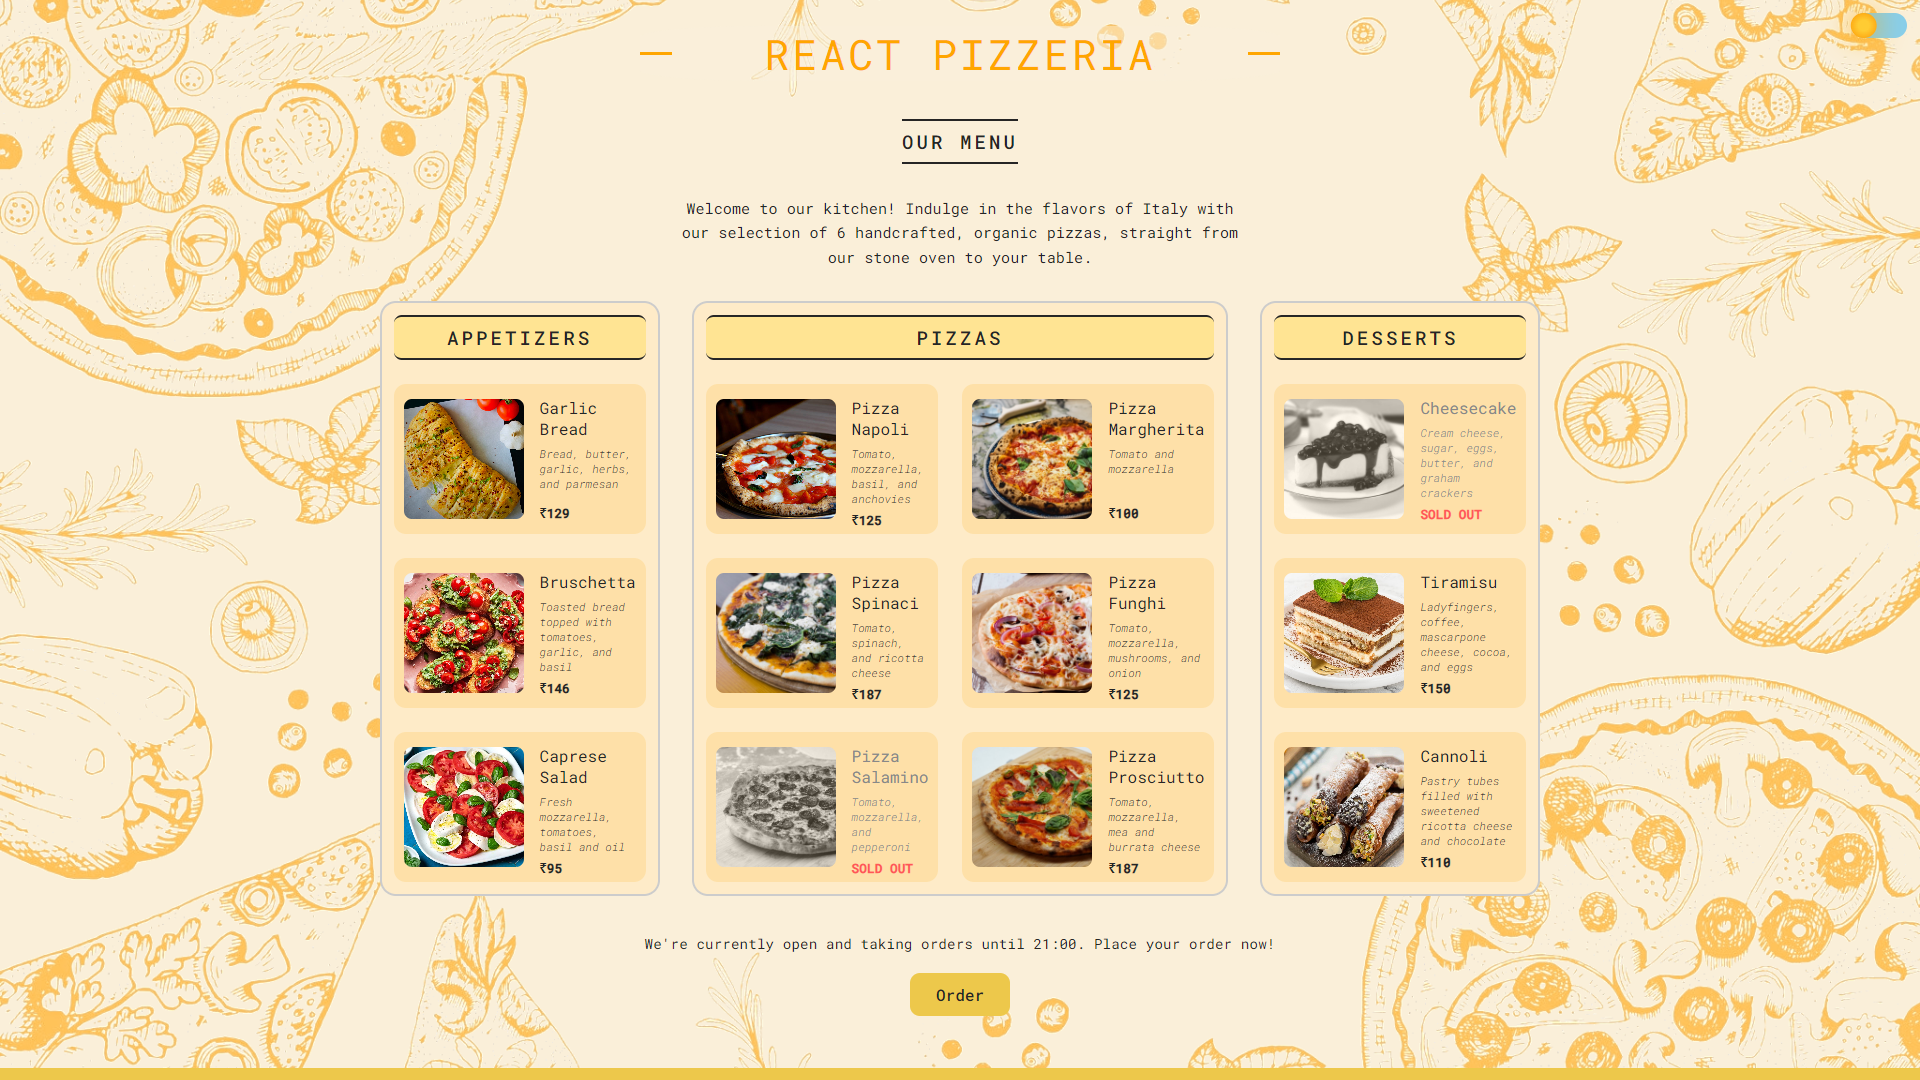 REACT PIZZERIA
OUR MENU
Welcome to our kitchen! Indulge in the flavors of Italy with
our selection of 6 handcrafted, organic pizzas, straight from
our stone oven to your table.
APPETIZERS
Garlic
Bread
Bread, butter,
garlic, herbs,
and parmesan
₹129
Bruschetta
Toasted bread
topped with
tomatoes,
garlic, and
basil
₹146
Caprese
Salad
Fresh
mozzarella,
tomatoes,
basil and oil
₹95
PIZZAS
Pizza
Napoli
Tomato,
mozzarella,
basil, and
anchovies
₹125
Pizza
Margherita
Tomato and
mozzarella
₹100
Pizza
Spinaci
Tomato,
spinach,
and ricotta
cheese
₹187
Pizza
Funghi
Tomato,
mozzarella,
mushrooms, and
onion
₹125
Pizza
Salamino
Tomato,
mozzarella,
and
pepperoni
SOLD OUT
Pizza
Prosciutto
Tomato,
mozzarella,
mea and
burrata cheese
₹187
DESSERTS
Cheesecake
Cream cheese,
sugar, eggs,
butter, and
graham
crackers
SOLD OUT
Tiramisu
Ladyfingers,
coffee,
mascarpone
cheese, cocoa,
and eggs
₹150
Cannoli
Pastry tubes
filled with
sweetened
ricotta cheese
and chocolate
₹110
We're currently open and taking orders until 21:00. Place your order now!
Order